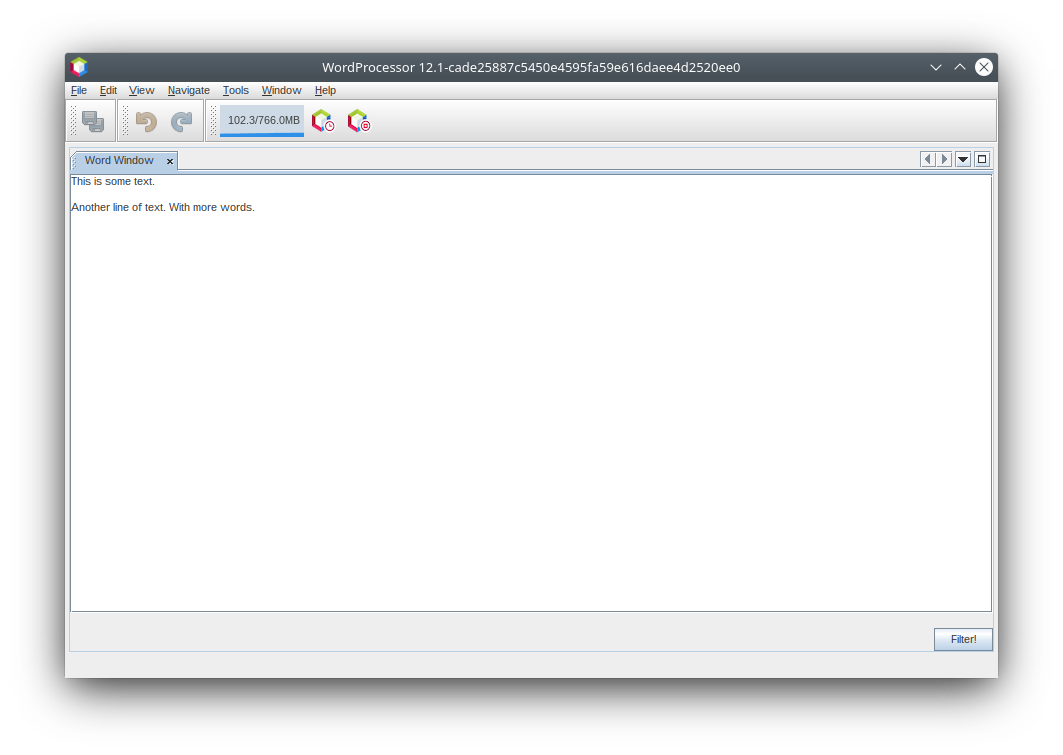 WordProcessor 12.1-cade25887c5450e4595fa59e616daee4d2520ee0
File Edit View Navigate Tools Window Help
102.3/766.0MB
Word Window
This is some text.
Another line of text. With more words.
Filter!